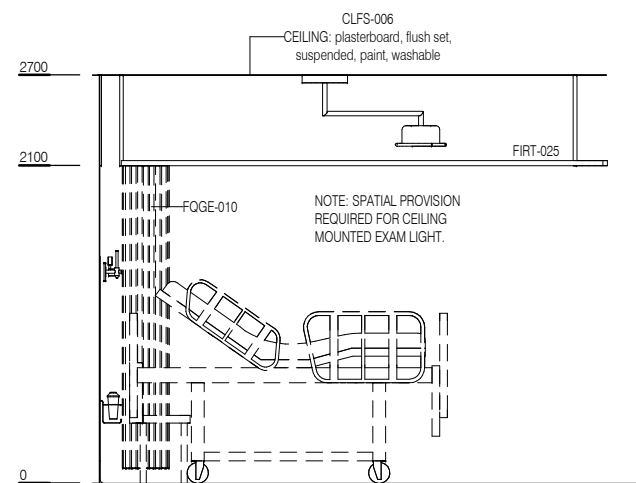 CLFS-006
CEILING: plasterboard, flush set,
suspended, paint, washable
2700
2100
FIRT-025
FQGE-010
NOTE: SPATIAL PROVISION
REQUIRED FOR CEILING
MOUNTED EXAM LIGHT.
0